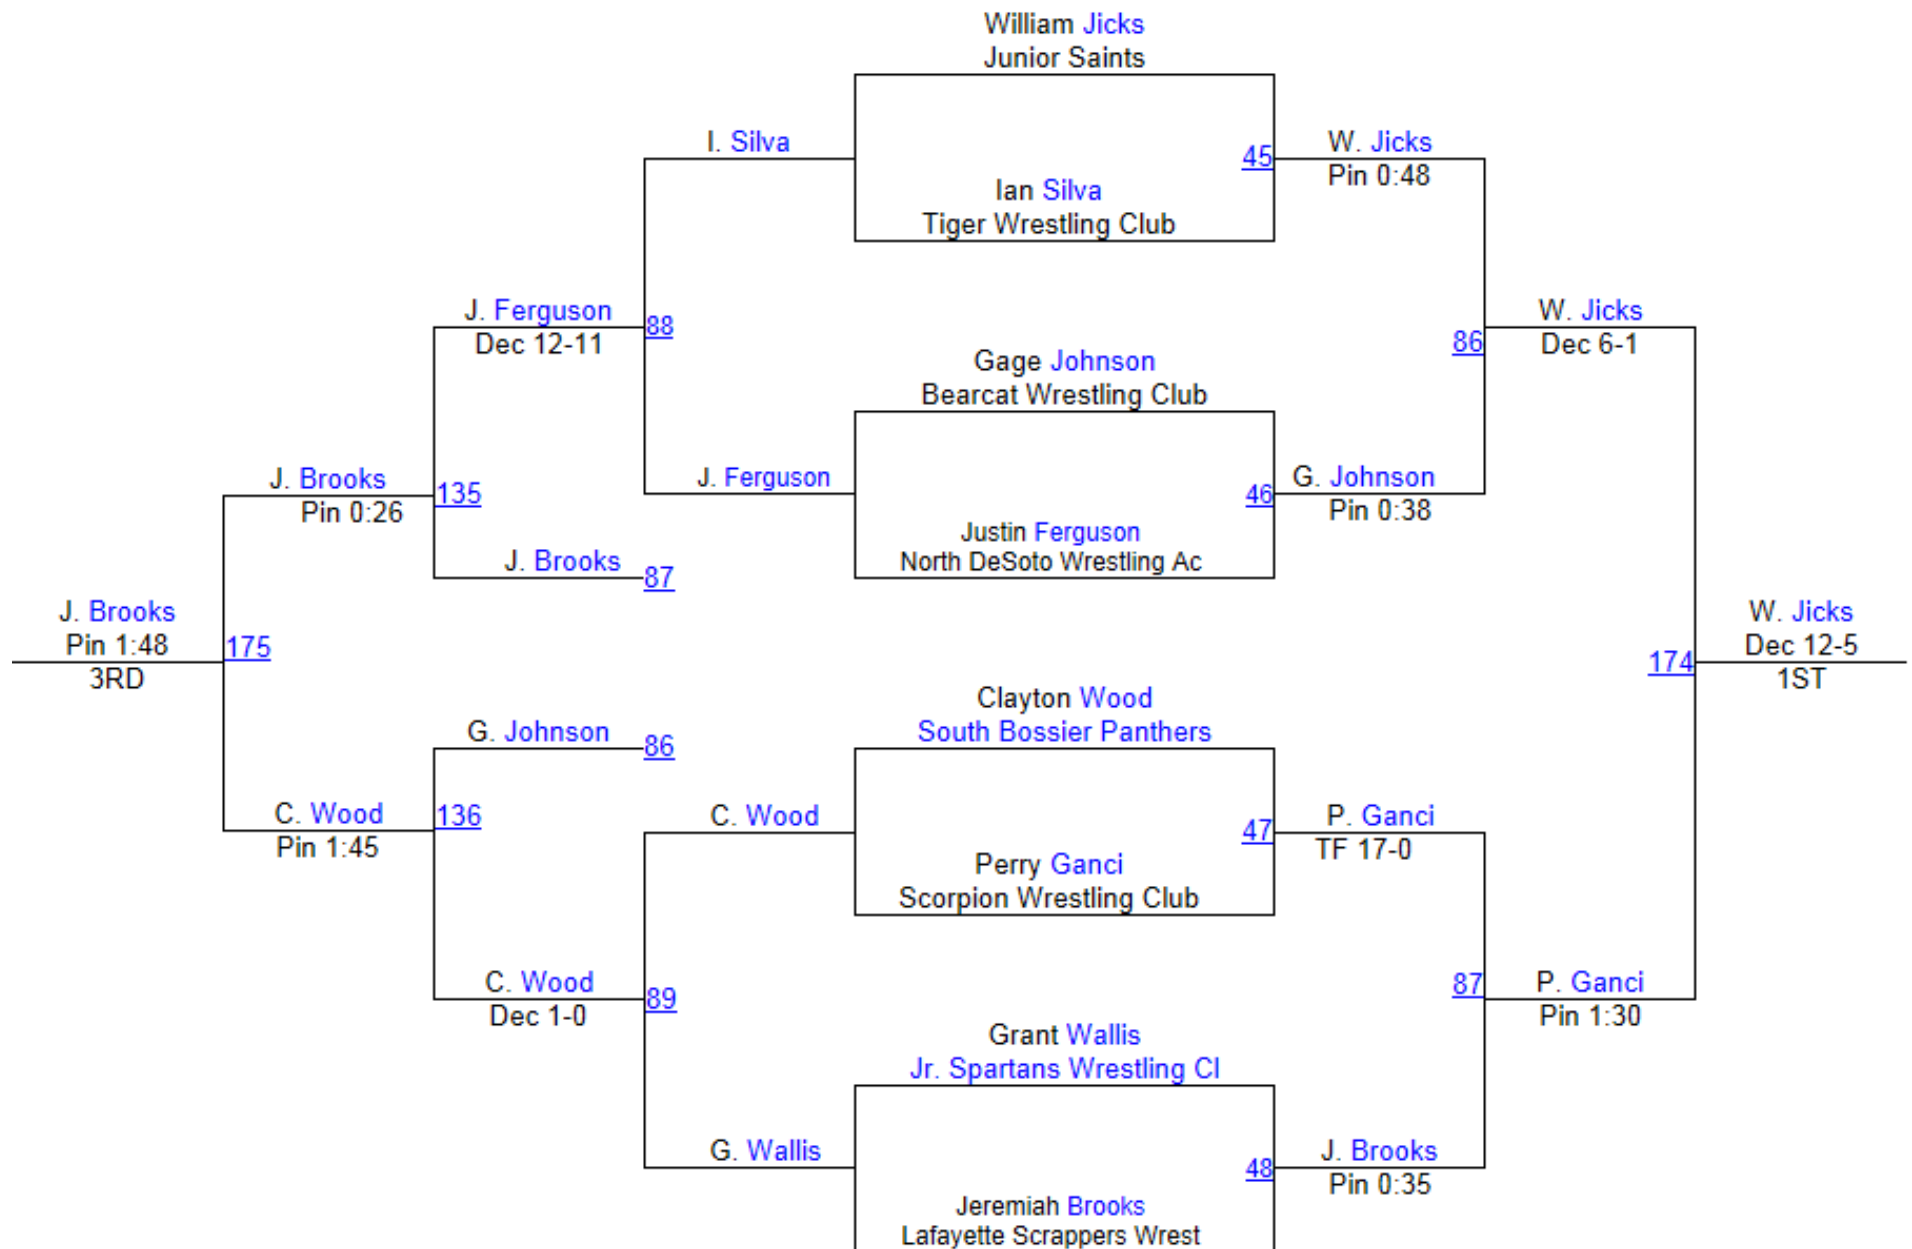 William Jicks
Junior Saints
I. Silva
45
W. Jicks
Pin 0:48
Ian Silva
Tiger Wrestling Club
J. Ferguson
Dec 12-11
88
W. Jicks
Dec 6-1
86
Gage Johnson
Bearcat Wrestling Club
J. Brooks
Pin 0:26
135
J. Ferguson
46
G. Johnson
Pin 0:38
Justin Ferguson
North DeSoto Wrestling Ac
J. Brooks
87
J. Brooks
Pin 1:48
3RD
175
174
W. Jicks
Dec 12-5
1ST
Clayton Wood
South Bossier Panthers
G. Johnson
86
C. Wood
Pin 1:45
136
C. Wood
47
P. Ganci
TF 17-0
Perry Ganci
Scorpion Wrestling Club
C. Wood
Dec 1-0
89
87
P. Ganci
Pin 1:30
Grant Wallis
Jr. Spartans Wrestling Cl
G. Wallis
48
J. Brooks
Pin 0:35
Jeremiah Brooks
Lafayette Scrappers Wrest